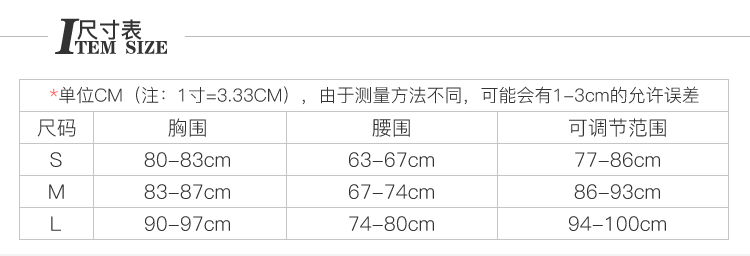 尺寸表
ITEM SIZE
*单位CM（注：1寸=3.33CM），由于测量方法不同，可能会有1-3cm的允许误差
尺码 胸围 腰围 可调节范围
S 80-83cm 63-67cm 77-86cm
M 83-87cm 67-74cm 86-93cm
L 90-97cm 74-80cm 94-100cm